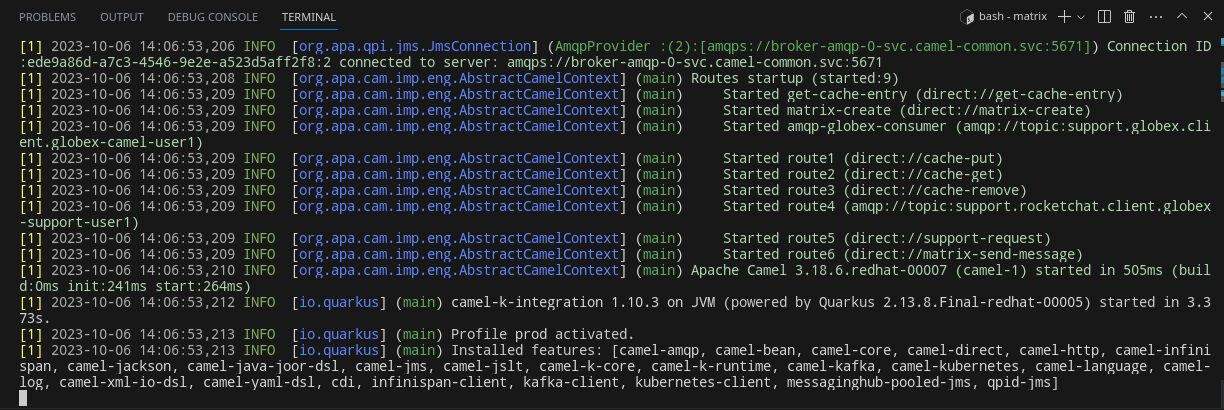 PROBLEMS OUTPUT DEBUG CONSOLE TERMINAL bash - matrix
[1] 2023-10-06 14:06:53,206 INFO  [org.apa.qpi.jms.JmsConnection] (AmqpProvider :(2):[amqps://broker-amqp-0-svc.camel-common.svc:5671]) Connection ID
:ede9a86d-a7c3-4546-9e2e-a523d5aff2f8:2 connected to server: amqps://broker-amqp-0-svc.camel-common.svc:5671
[1] 2023-10-06 14:06:53,208 INFO  [org.apa.cam.imp.eng.AbstractCamelContext] (main) Routes startup (started:9)
[1] 2023-10-06 14:06:53,209 INFO  [org.apa.cam.imp.eng.AbstractCamelContext] (main)     Started get-cache-entry (direct://get-cache-entry)
[1] 2023-10-06 14:06:53,209 INFO  [org.apa.cam.imp.eng.AbstractCamelContext] (main)     Started matrix-create (direct://matrix-create)
[1] 2023-10-06 14:06:53,209 INFO  [org.apa.cam.imp.eng.AbstractCamelContext] (main)     Started amqp-globex-consumer (amqp://topic:support.globex.cli
ent.globex-camel-user1)
[1] 2023-10-06 14:06:53,209 INFO  [org.apa.cam.imp.eng.AbstractCamelContext] (main)     Started route1 (direct://cache-put)
[1] 2023-10-06 14:06:53,209 INFO  [org.apa.cam.imp.eng.AbstractCamelContext] (main)     Started route2 (direct://cache-get)
[1] 2023-10-06 14:06:53,209 INFO  [org.apa.cam.imp.eng.AbstractCamelContext] (main)     Started route3 (direct://cache-remove)
[1] 2023-10-06 14:06:53,209 INFO  [org.apa.cam.imp.eng.AbstractCamelContext] (main)     Started route4 (amqp://topic:support.rocketchat.client.globex
-support-user1)
[1] 2023-10-06 14:06:53,209 INFO  [org.apa.cam.imp.eng.AbstractCamelContext] (main)     Started route5 (direct://support-request)
[1] 2023-10-06 14:06:53,209 INFO  [org.apa.cam.imp.eng.AbstractCamelContext] (main)     Started route6 (direct://matrix-send-message)
[1] 2023-10-06 14:06:53,210 INFO  [org.apa.cam.imp.eng.AbstractCamelContext] (main) Apache Camel 3.18.6.redhat-00007 (camel-1) started in 505ms (buil
d:0ms init:241ms start:264ms)
[1] 2023-10-06 14:06:53,212 INFO  [io.quarkus] (main) camel-k-integration 1.10.3 on JVM (powered by Quarkus 2.13.8.Final-redhat-00005) started in 3.3
73s.
[1] 2023-10-06 14:06:53,213 INFO  [io.quarkus] (main) Profile prod activated.
[1] 2023-10-06 14:06:53,213 INFO  [io.quarkus] (main) Installed features: [camel-amqp, camel-bean, camel-core, camel-direct, camel-http, camel-infini
span, camel-jackson, camel-java-joor-dsl, camel-jms, camel-jslt, camel-k-core, camel-k-runtime, camel-kafka, camel-kubernetes, camel-language, camel-
log, camel-xml-io-dsl, camel-yaml-dsl, cdi, infinispan-client, kafka-client, kubernetes-client, messaginghub-pooled-jms, qpid-jms]